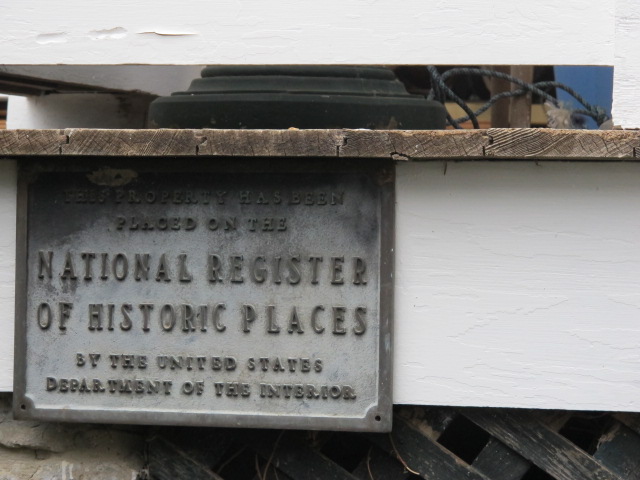 THIS PROPERTY HAS BEEN
PLACED ON THE
NATIONAL REGISTER
OF HISTORIC PLACES
BY THE UNITED STATES
DEPARTMENT OF THE INTERIOR